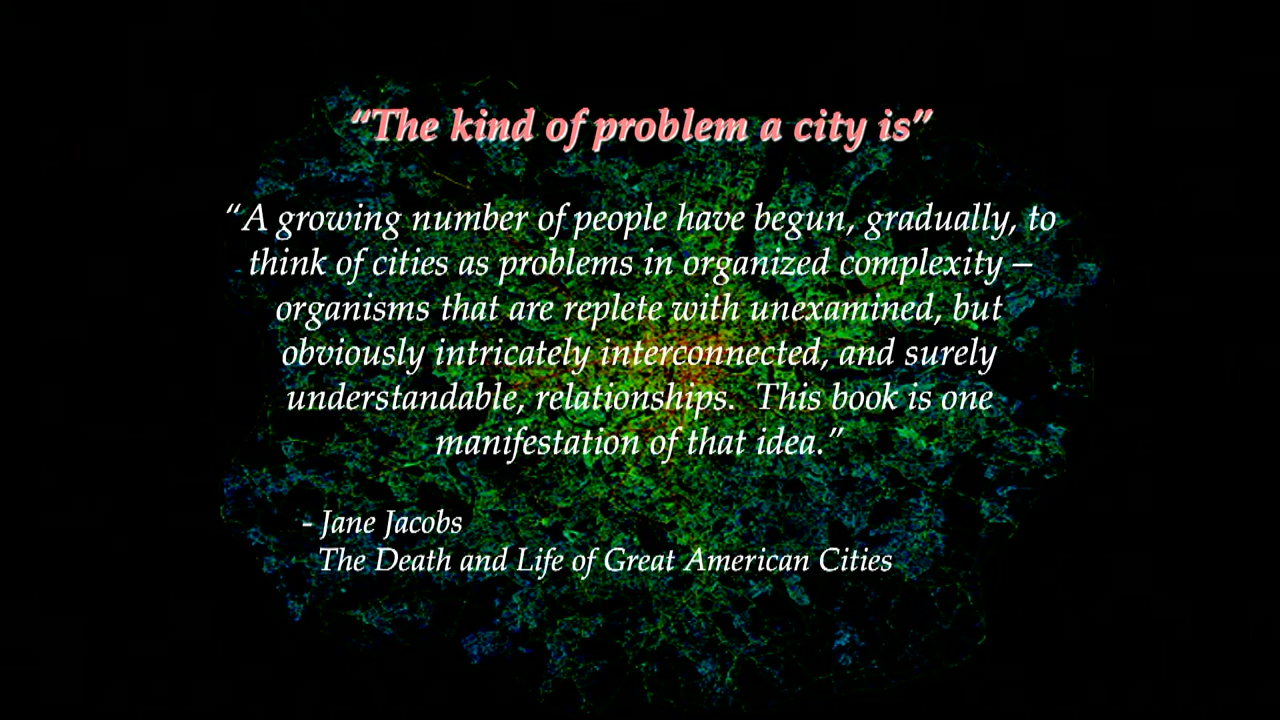 “The kind of problem a city is”
“A growing number of people have begun, gradually, to
think of cities as problems in organized complexity –
organisms that are replete with unexamined, but
obviously intricately interconnected, and surely
understandable, relationships.  This book is one
manifestation of that idea.”
- Jane Jacobs
The Death and Life of Great American Cities